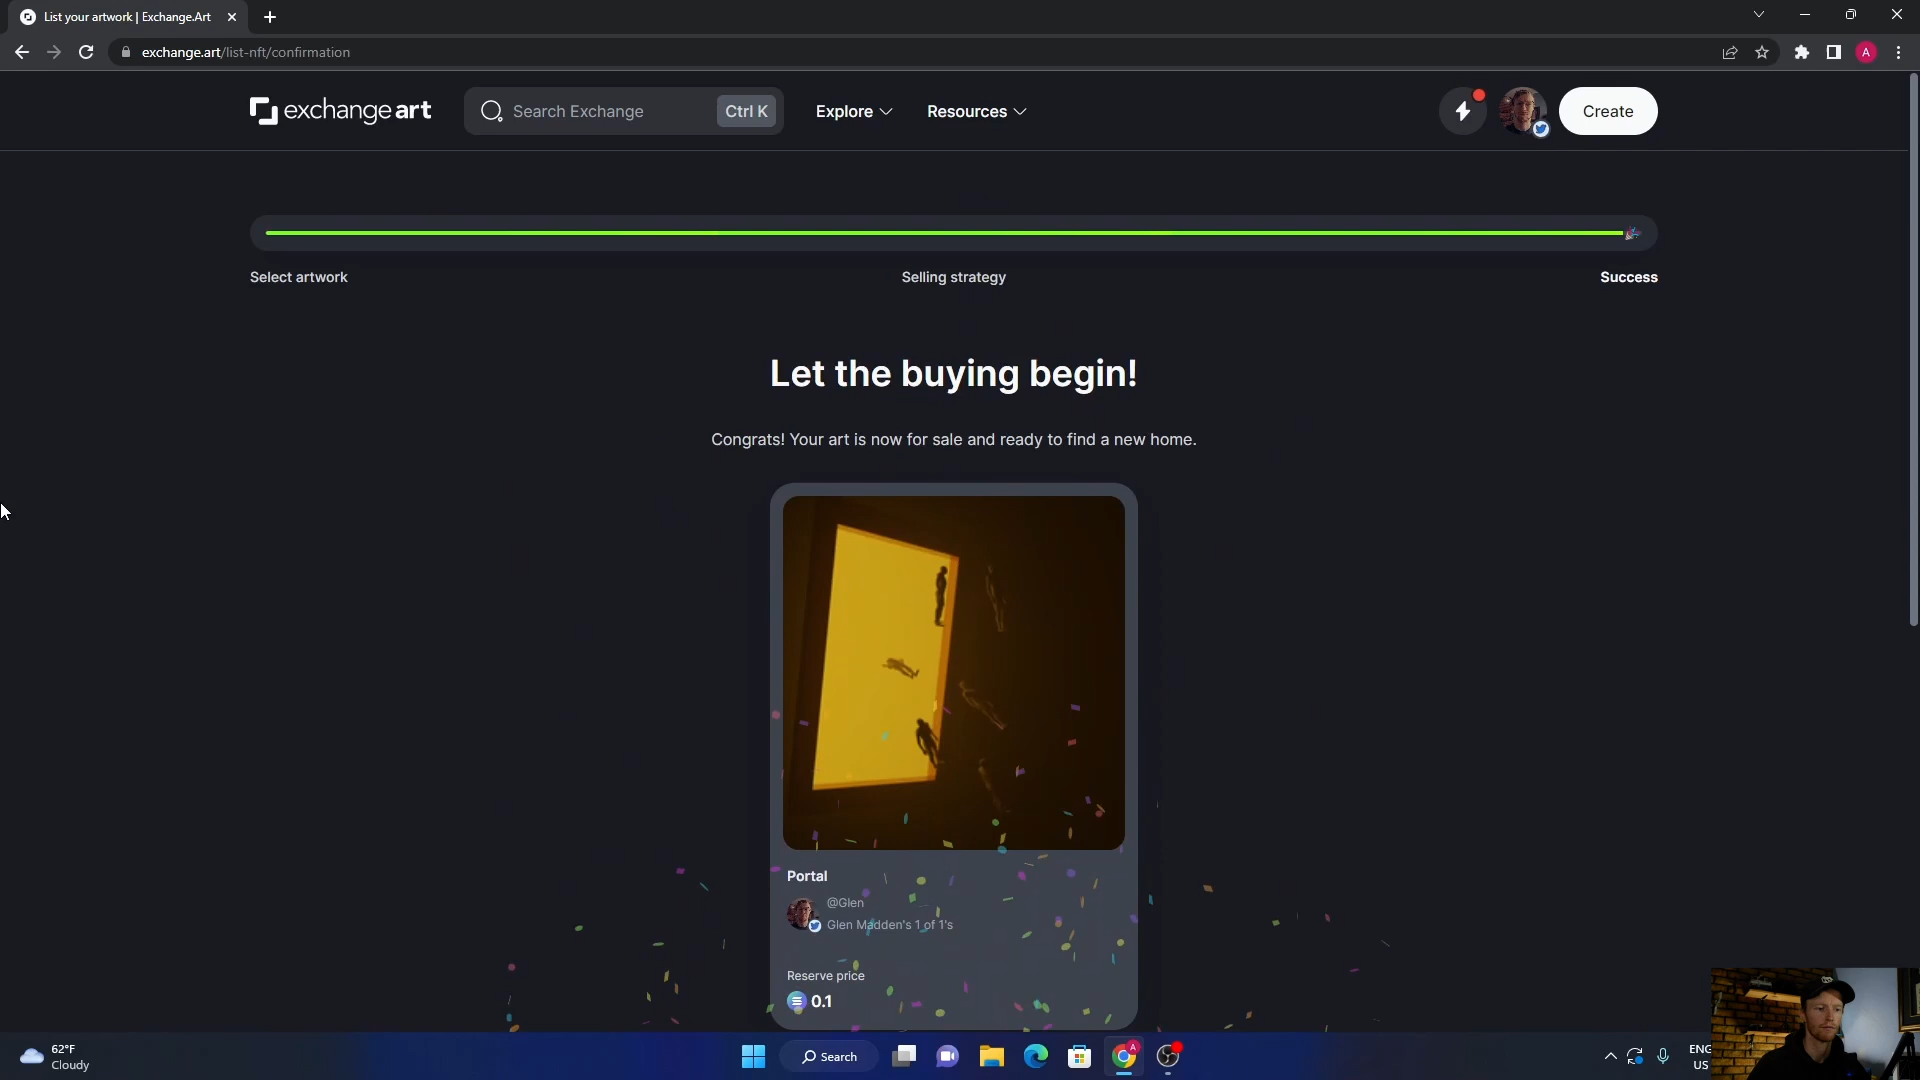 List your artwork | Exchange.Art
exchange.art/list-nft/confirmation
A
exchange art
Search Exchange
Ctrl K
Explore
Resources
Create
Select artwork
Selling strategy
Success
Let the buying begin!
Congrats! Your art is now for sale and ready to find a new home.
Portal
@Glen
Glen Madden's 1 of 1's
Reserve price
0.1
62°F
Cloudy
Search
A
ENG
US